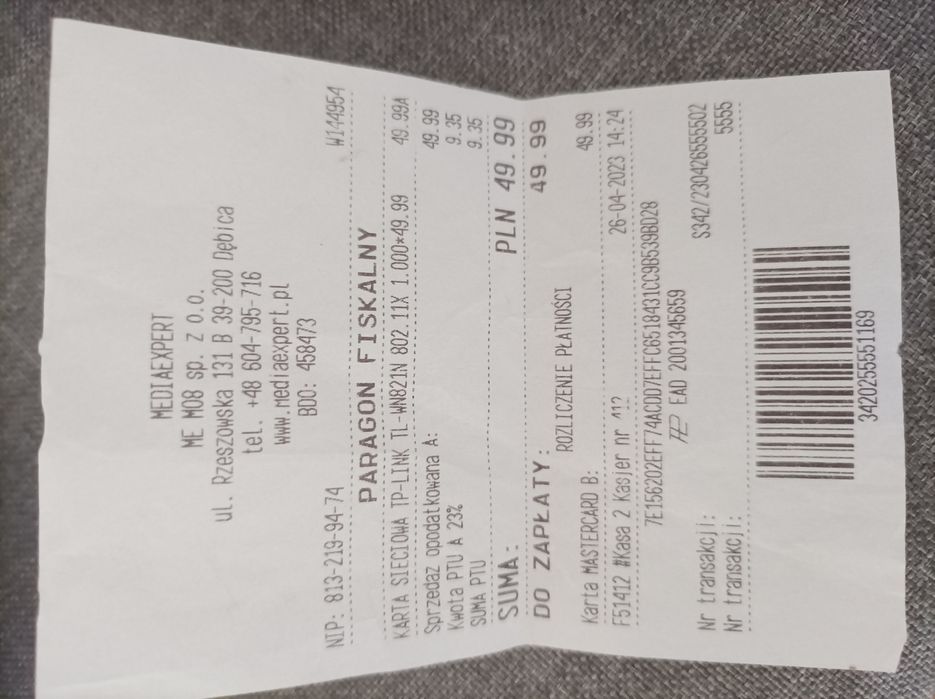 MEDIAEXPERT
ME M08 sp. z o.o.
ul. Rzeszowska 131 B 39-200 Dębica
tel. +48 604-795-716
www.mediaexpert.pl
BDO: 458473
NIP: 813-219-94-74 W144954
PARAGON FISKALNY
KARTA SIECIOWA TP-LINK TL-WN821N 802.11X 1.000*49.99 49.99A
Sprzedaż opodatkowana A: 49.99
Kwota PTU A 23% 9.35
SUMA PTU 9.35
SUMA: PLN 49.99
DO ZAPŁATY: 49.99
ROZLICZENIE PŁATNOŚCI
Karta MASTERCARD B: 49.99
F51412 #Kasa 2 Kasjer nr 412 26-04-2023 14:24
7E156202EFF74ACDD7EFFC6518431CC9B539BD28
EAD 2001345659
Nr transakcji: S342/230426555502
Nr transakcji: 5555
3420255551169